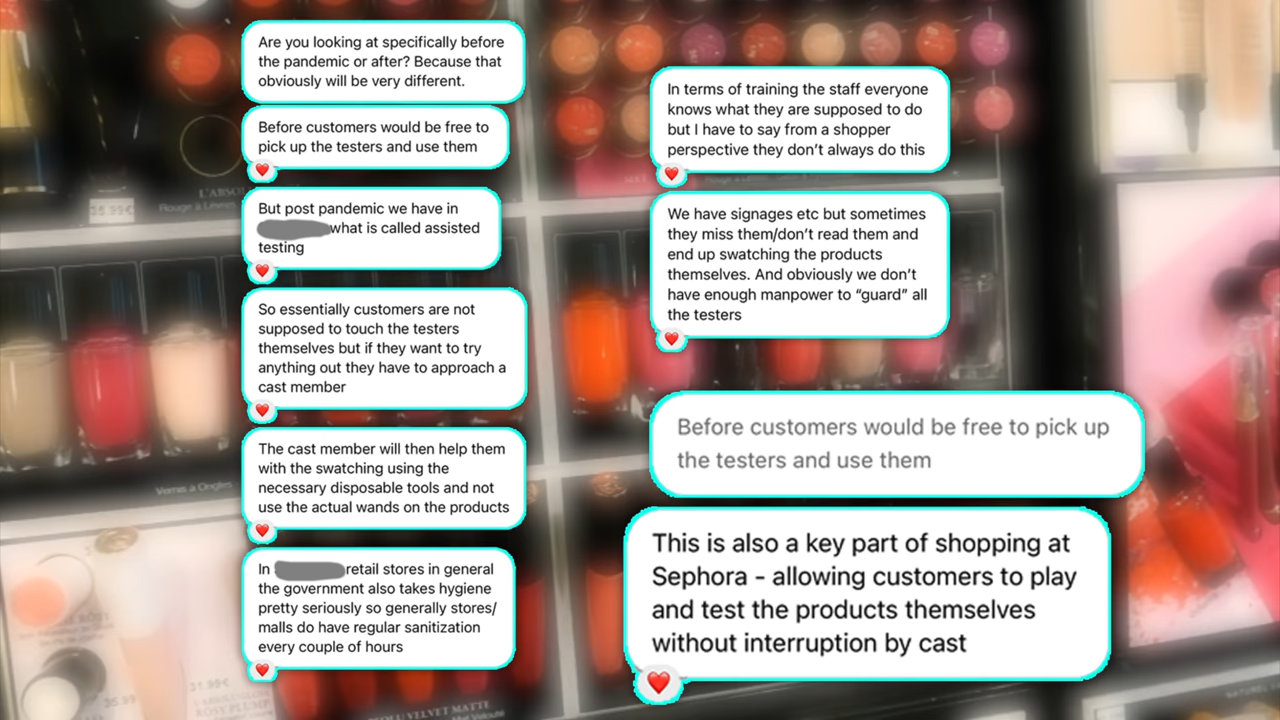 Are you looking at specifically before
the pandemic or after? Because that
obviously will be very different.
Before customers would be free to
pick up the testers and use them
But post pandemic we have in
what is called assisted
testing
So essentially customers are not
supposed to touch the testers
themselves but if they want to try
anything out they have to approach a
cast member
The cast member will then help them
with the swatching using the
necessary disposable tools and not
use the actual wands on the products
In retail stores in general
the government also takes hygiene
pretty seriously so generally stores/
malls do have regular sanitization
every couple of hours
In terms of training the staff everyone
knows what they are supposed to do
but I have to say from a shopper
perspective they don’t always do this
We have signages etc but sometimes
they miss them/don’t read them and
end up swatching the products
themselves. And obviously we don’t
have enough manpower to “guard” all
the testers
Before customers would be free to pick up
the testers and use them
This is also a key part of shopping at
Sephora - allowing customers to play
and test the products themselves
without interruption by cast
35.99€
Vernis à Ongles
35.99
31.99€